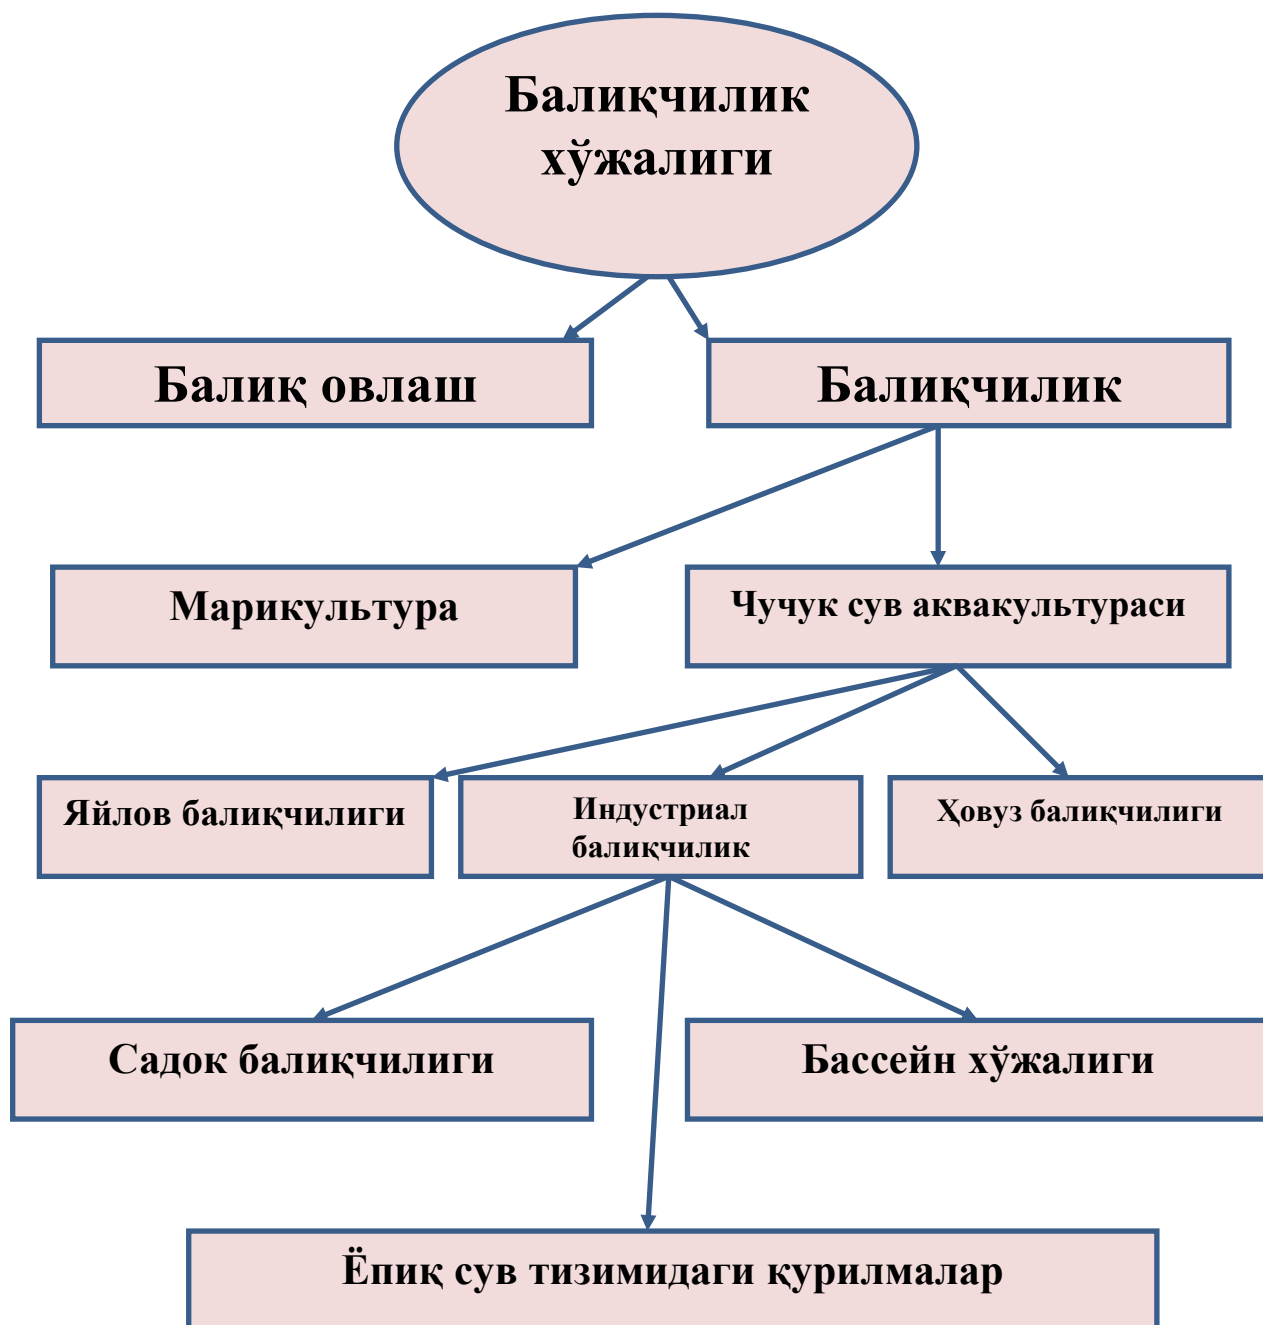 Балиқчилик
хўжалиги
Балиқ овлаш
Балиқчилик
Марикультура
Чучук сув аквакультураси
Яйлов балиқчилиги
Индустриал
балиқчилик
Ҳовуз балиқчилиги
Садок балиқчилиги
Бассейн хўжалиги
Ёпиқ сув тизимидаги қурилмалар